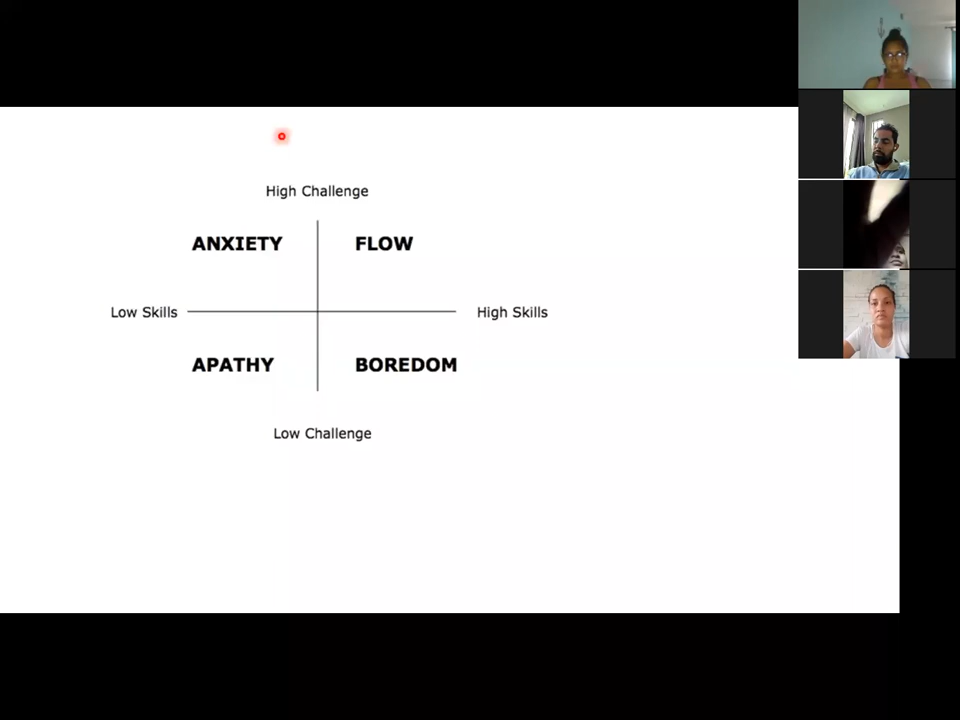 High Challenge
ANXIETY FLOW
Low Skills High Skills
APATHY BOREDOM
Low Challenge